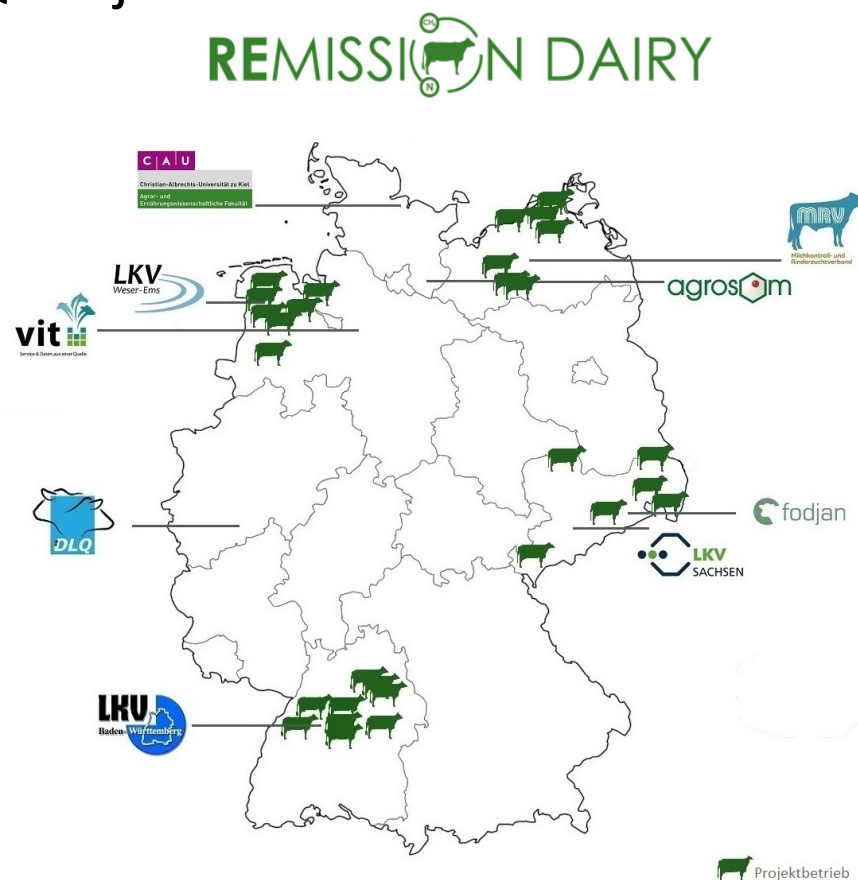 REMISSION DAIRY
CH₄
N
C A U
Christian-Albrechts-Universität zu Kiel
Agrar- und
Ernährungswissenschaftliche Fakultät
MRV
Milchkontroll- und
Rinderzuchtverband
LKV
Weser-Ems
agrosom
vit
Service & Daten aus einer Quelle
DLQ
fodjan
LKV
SACHSEN
LKV
Baden-Württemberg
Projektbetrieb